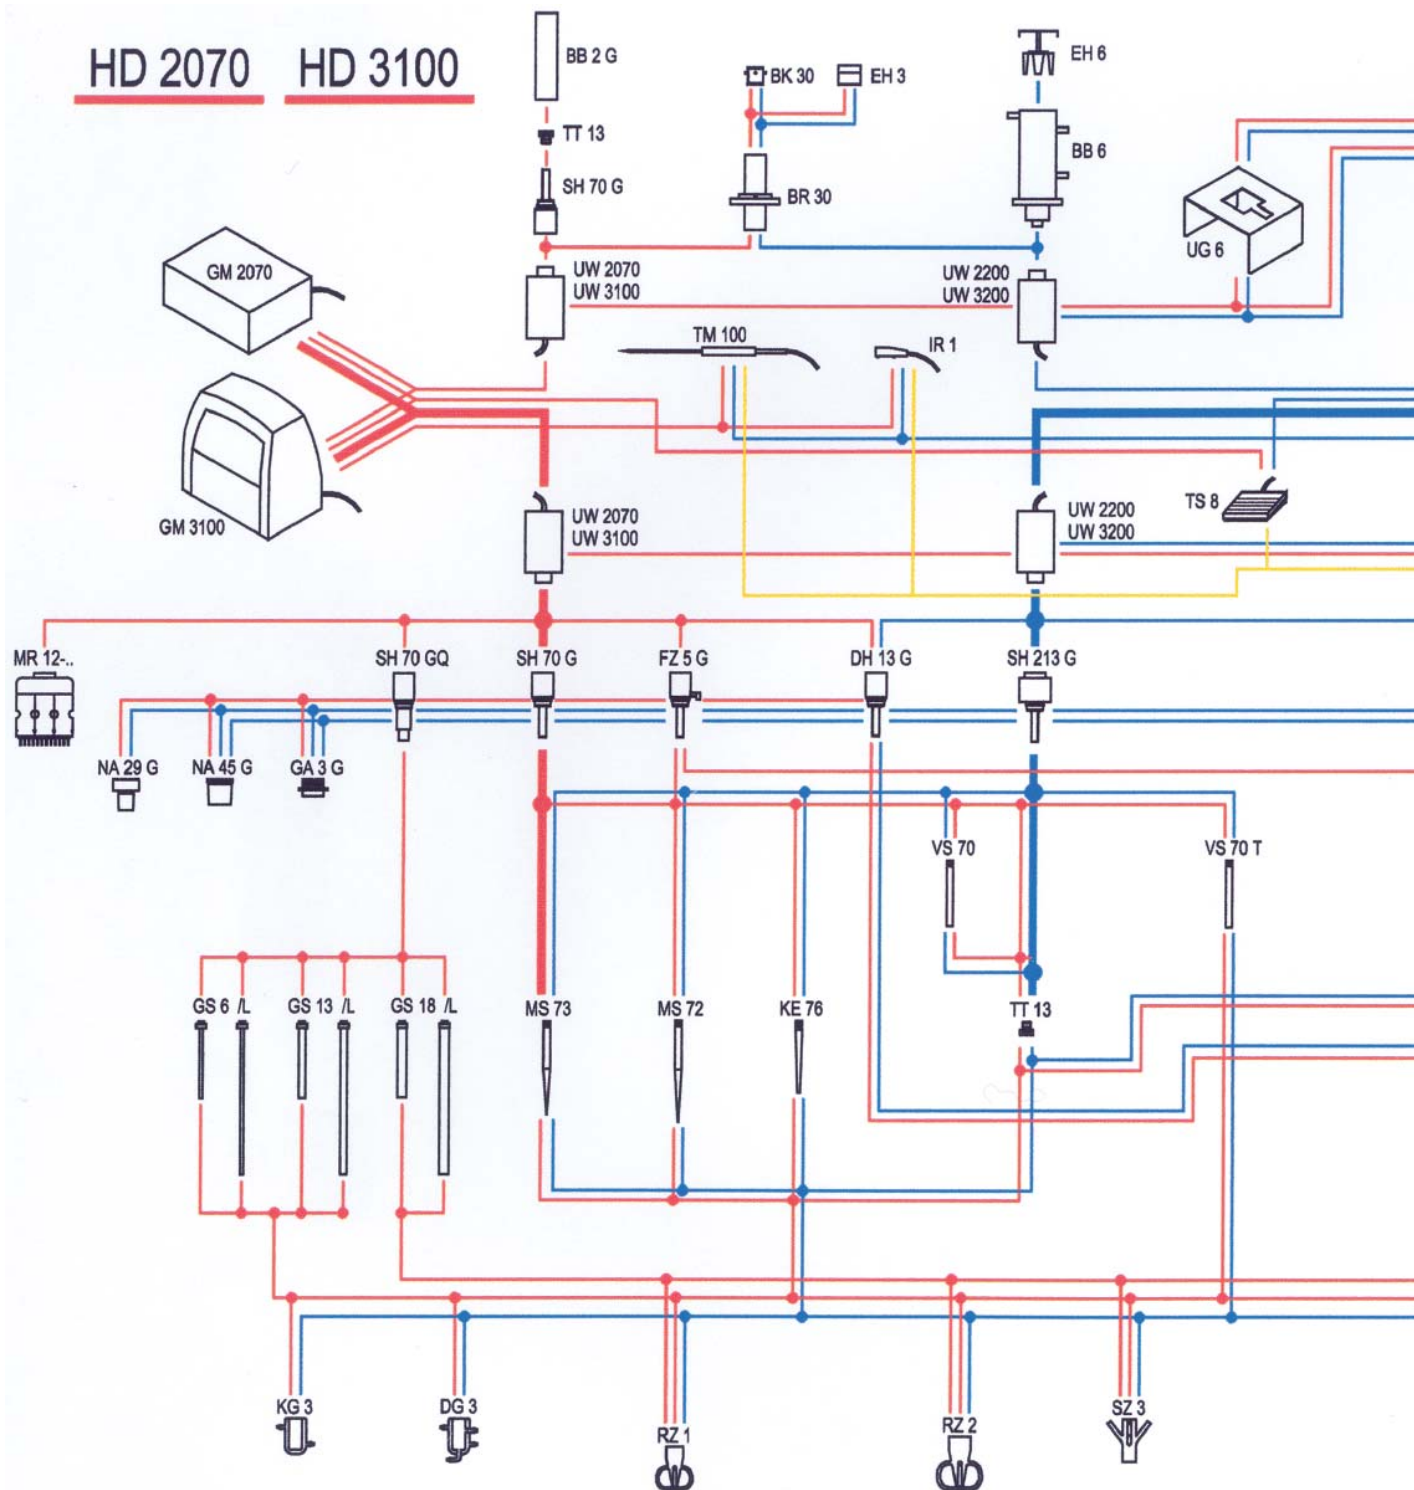 HD 2070 HD 3100
BB 2 G
EH 6
BK 30 EH 3
TT 13
BB 6
SH 70 G
BR 30
UG 6
GM 2070
UW 2070
UW 3100
UW 2200
UW 3200
TM 100
IR 1
GM 3100
UW 2070
UW 3100
UW 2200
UW 3200
TS 8
MR 12-..
SH 70 GQ
SH 70 G
FZ 5 G
DH 13 G
SH 213 G
NA 29 G
NA 45 G
GA 3 G
VS 70
VS 70 T
GS 6 /L
GS 13 /L
GS 18 /L
MS 73
MS 72
KE 76
TT 13
KG 3
DG 3
RZ 1
RZ 2
SZ 3